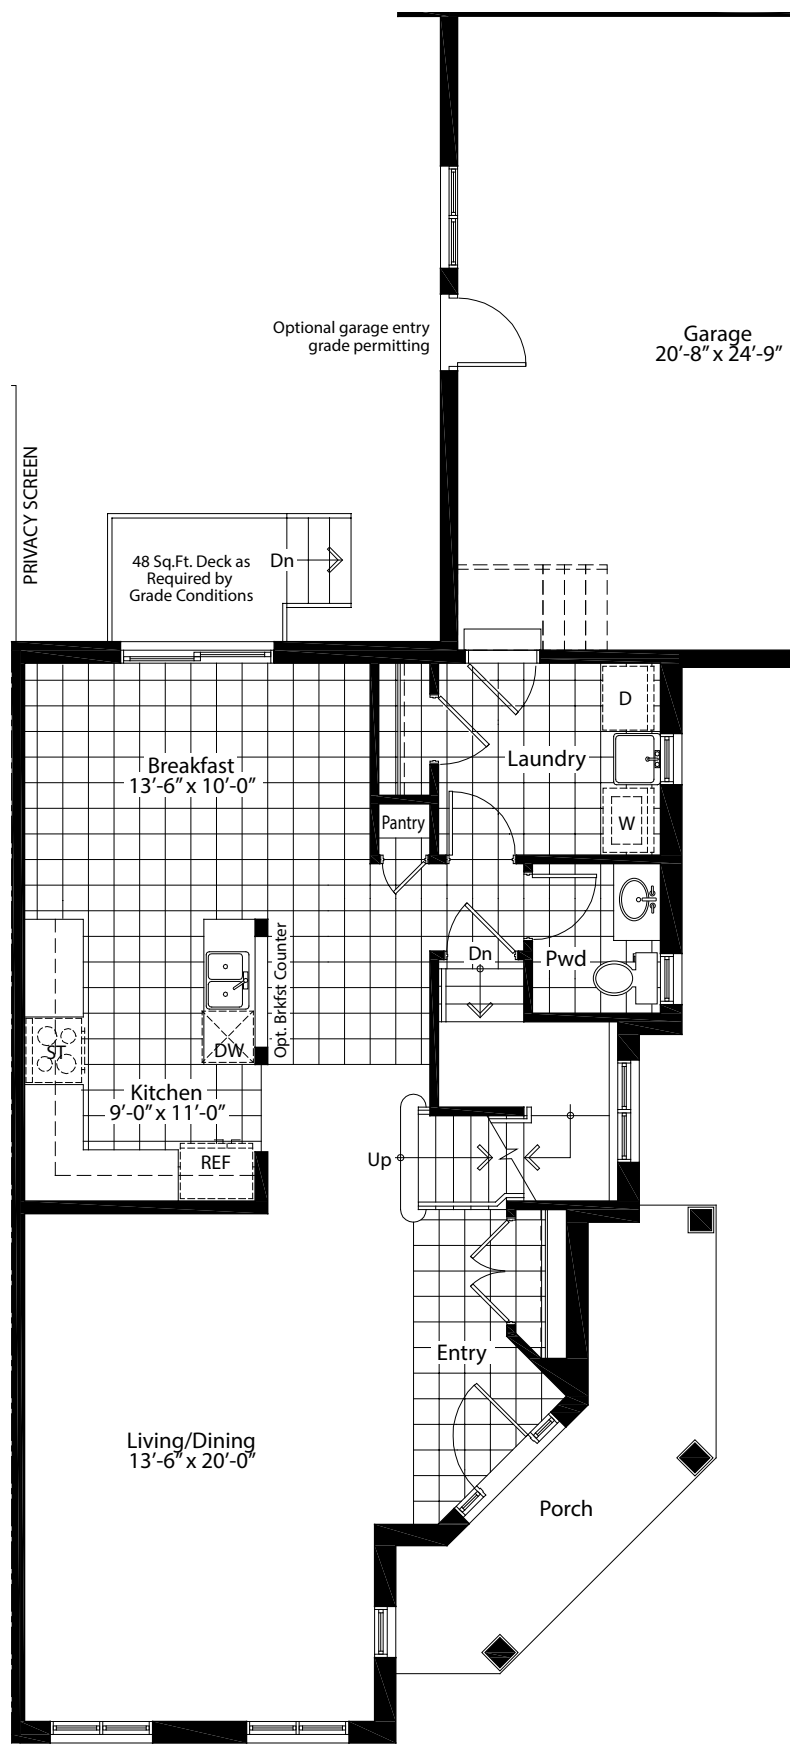 Optional garage entry
grade permitting
Garage
20'-8" x 24'-9"
PRIVACY SCREEN
48 Sq.Ft. Deck as
Required by
Grade Conditions
Dn
D
Breakfast
13'-6" x 10'-0"
Laundry
Pantry
W
Opt. Brkfst Counter
Dn
Pwd
ST
DW
Kitchen
9'-0" x 11'-0"
REF
Up
Entry
Living/Dining
13'-6" x 20'-0"
Porch